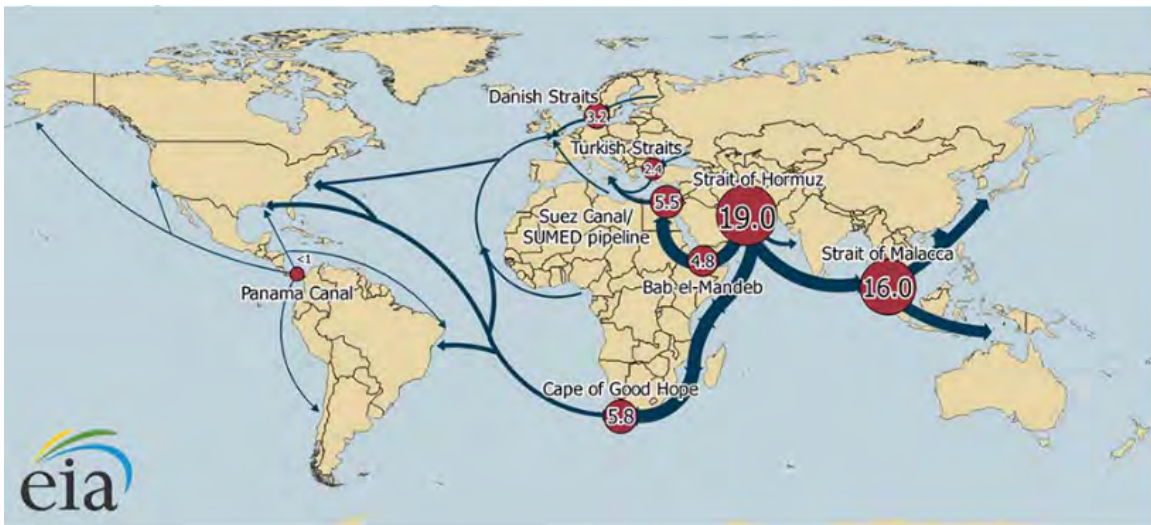 Danish Straits
3.2
Turkish Straits
2.4
Strait of Hormuz
5.5
19.0
Suez Canal/
SUMED pipeline
Strait of Malacca
<1
4.8
16.0
Panama Canal
Bab el-Mandeb
Cape of Good Hope
5.8
eia